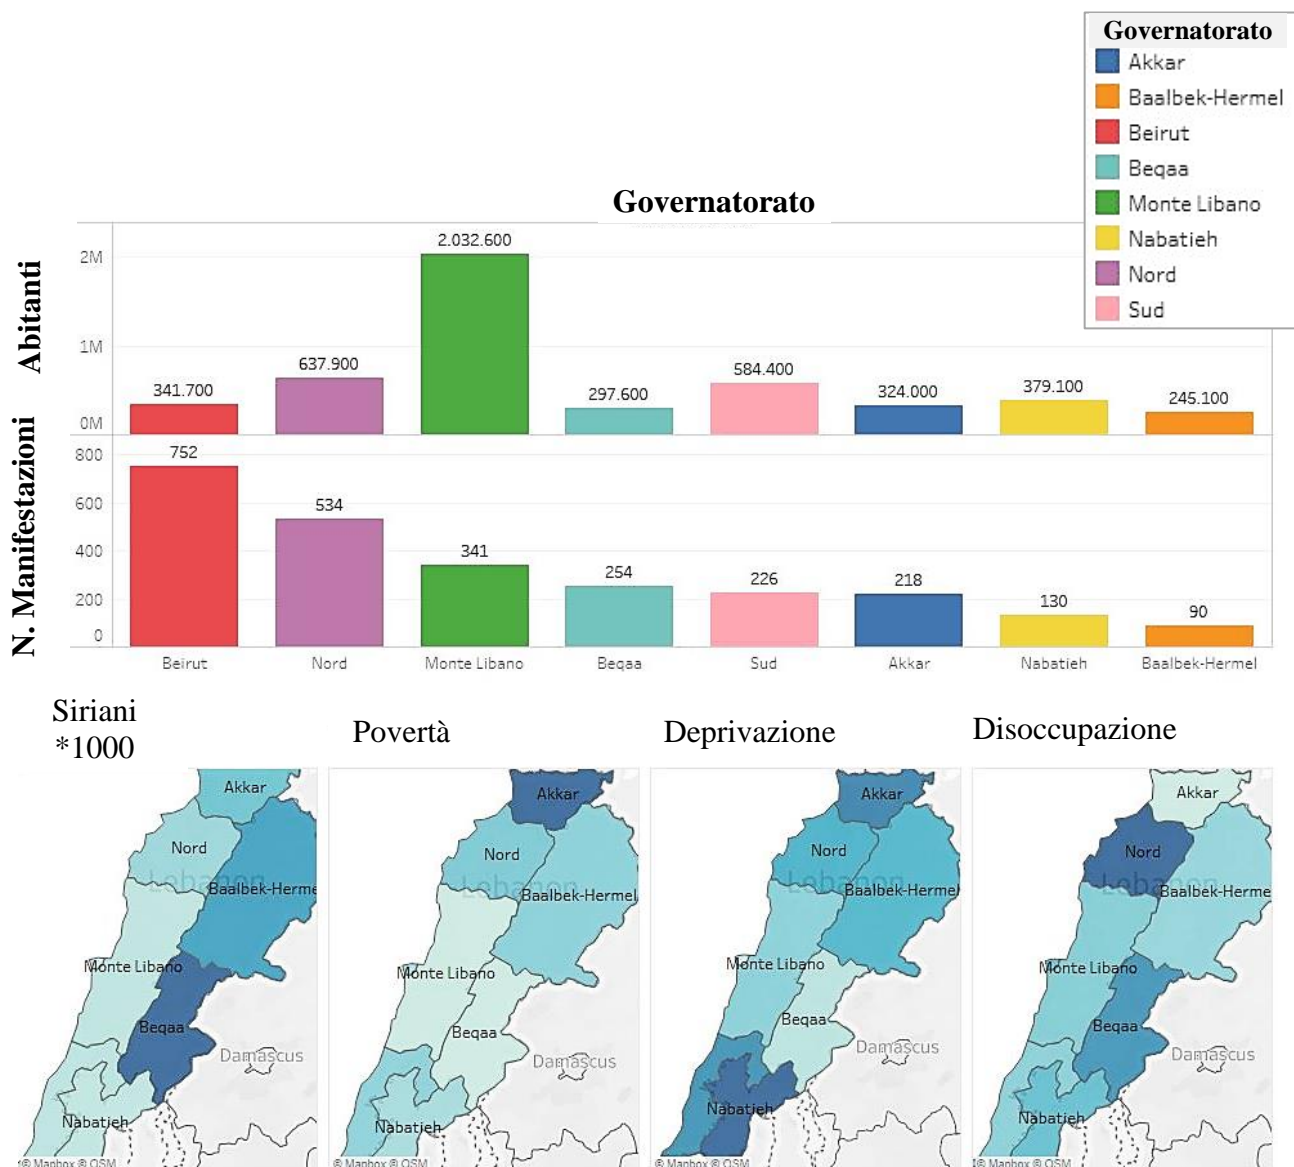 Governatorato
Akkar
Baalbek-Hermel
Beirut
Beqaa
Monte Libano
Nabatieh
Nord
Sud
Governatorato
Abitanti
2M
1M
0M
341.700
637.900
2.032.600
297.600
584.400
324.000
379.100
245.100
N. Manifestazioni
800
600
400
200
0
752
534
341
254
226
218
130
90
Beirut
Nord
Monte Libano
Beqaa
Sud
Akkar
Nabatieh
Baalbek-Hermel
Siriani
*1000
Akkar
Nord
Lebanon
Baalbek-Herme
Monte Libano
Beqaa
Damascus
Nabatieh
© Mapbox © OSM
Povertà
Akkar
Nord
Lebanon
Baalbek-Hermel
Monte Libano
Beqaa
Damascus
Nabatieh
© Mapbox © OSM
Deprivazione
Akkar
Nord
Lebanon
Baalbek-Hermel
Monte Libano
Beqaa
Damascus
Nabatieh
© Mapbox © OSM
Disoccupazione
Akkar
Nord
Lebanon
Baalbek-Herme
Monte Libano
Beqaa
Damascus
Nabatieh
© Mapbox © OSM